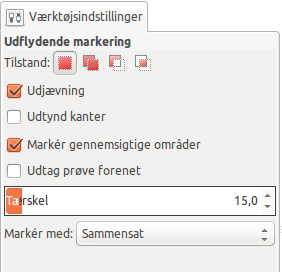 Værktøjsindstillinger
Udflydende markering
Tilstand:
Udjævning
Udtynd kanter
Markér gennemsigtige områder
Udtag prøve forenet
Tærskel 15,0
Markér med: Sammensat